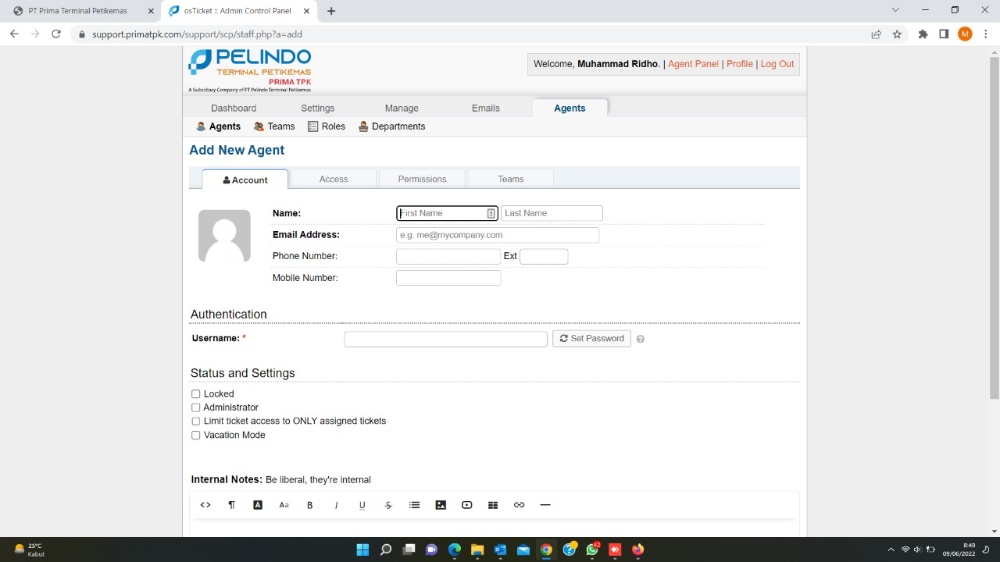 PT Prima Terminal Petikemas
osTicket :: Admin Control Panel
support.primatpk.com/support/scp/staff.php?a=add
M
PELINDO
TERMINAL PETIKEMAS
PRIMA TPK
A Subsidiary Company of PT Pelindo Terminal Petikemas
Welcome, Muhammad Ridho. | Agent Panel | Profile | Log Out
Dashboard Settings Manage Emails Agents
Agents Teams Roles Departments
Add New Agent
Account Access Permissions Teams
Name: First Name Last Name
Email Address: e.g. me@mycompany.com
Phone Number: Ext
Mobile Number:
Authentication
Username: * Set Password
Status and Settings
Locked
Administrator
Limit ticket access to ONLY assigned tickets
Vacation Mode
Internal Notes: Be liberal, they're internal
A Aa B I U S
25°C
Kabut
42
8:49
09/06/2022